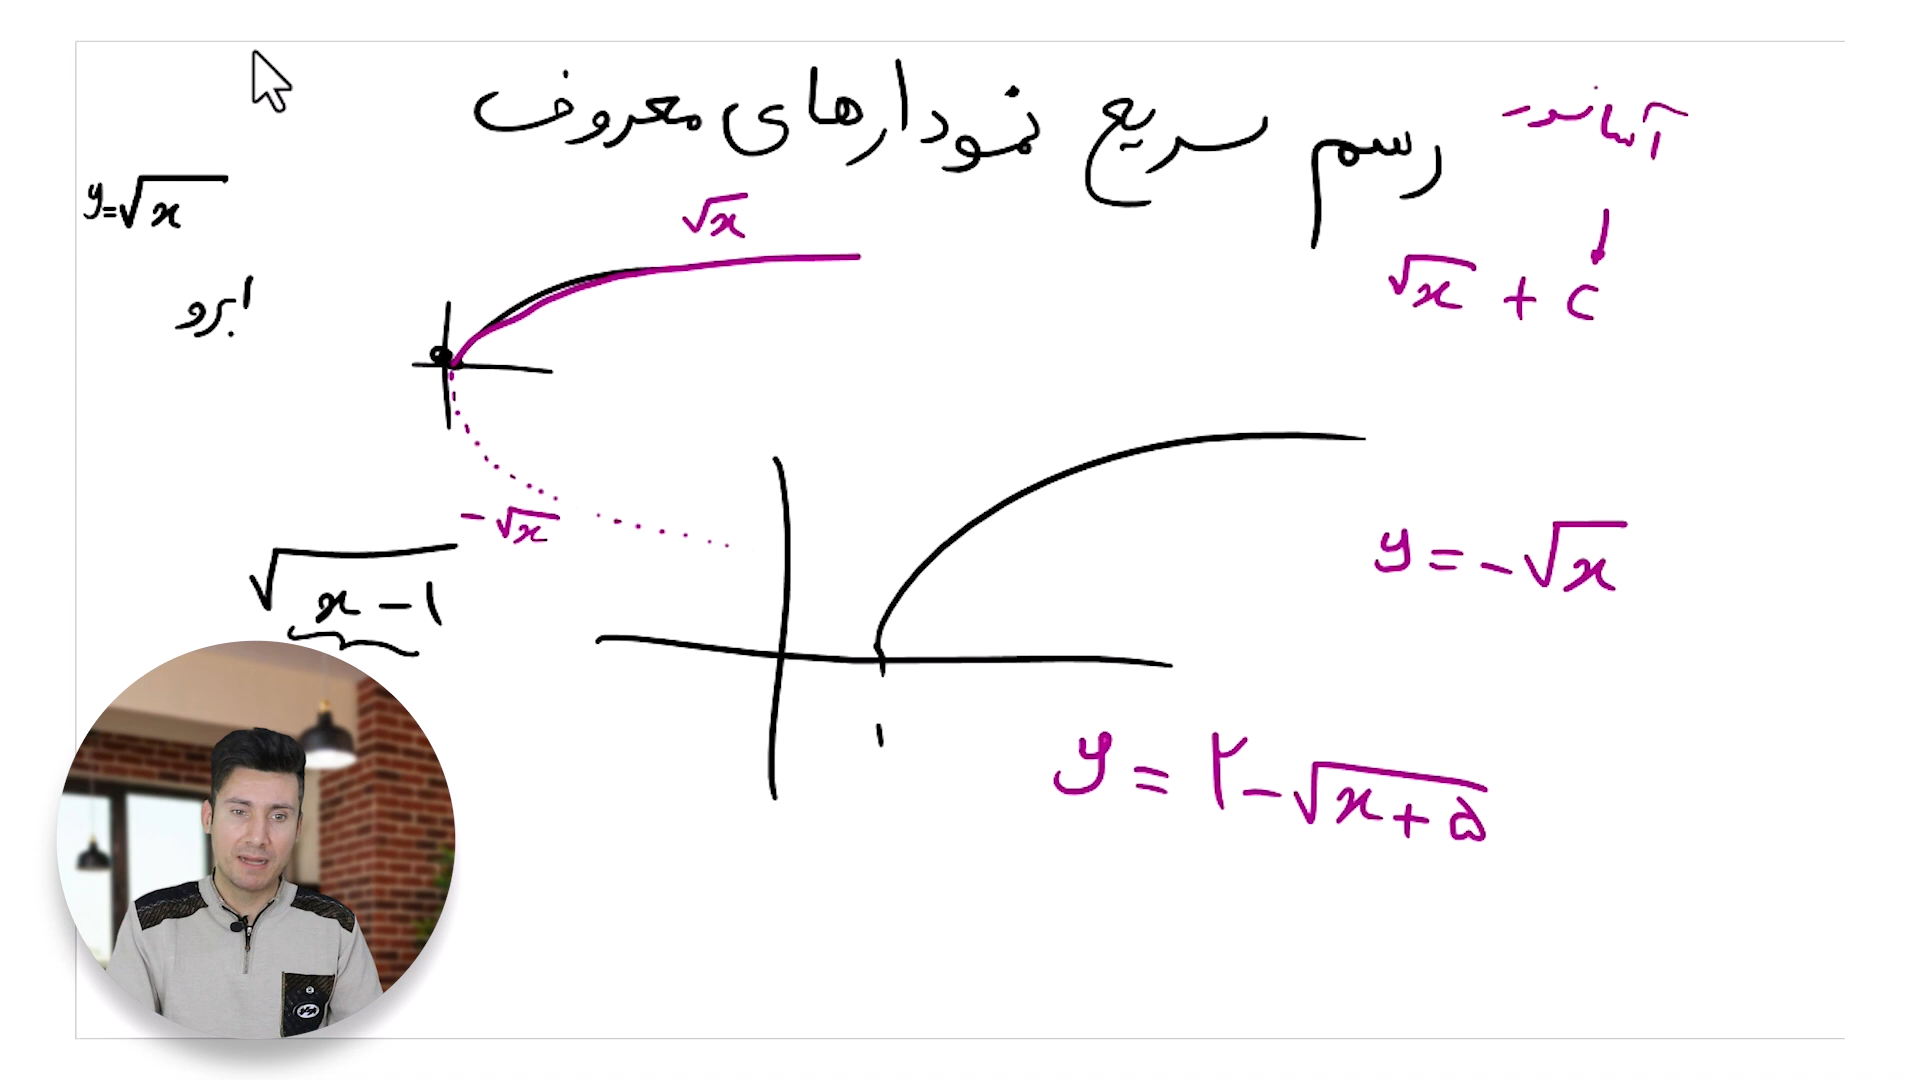 رسم سریع نمودارهای معروف
آسانسور
y=√x
√x
ابرو
√x + c
-√x
√x-1
y=-√x
1
y = ۲-√x+۵